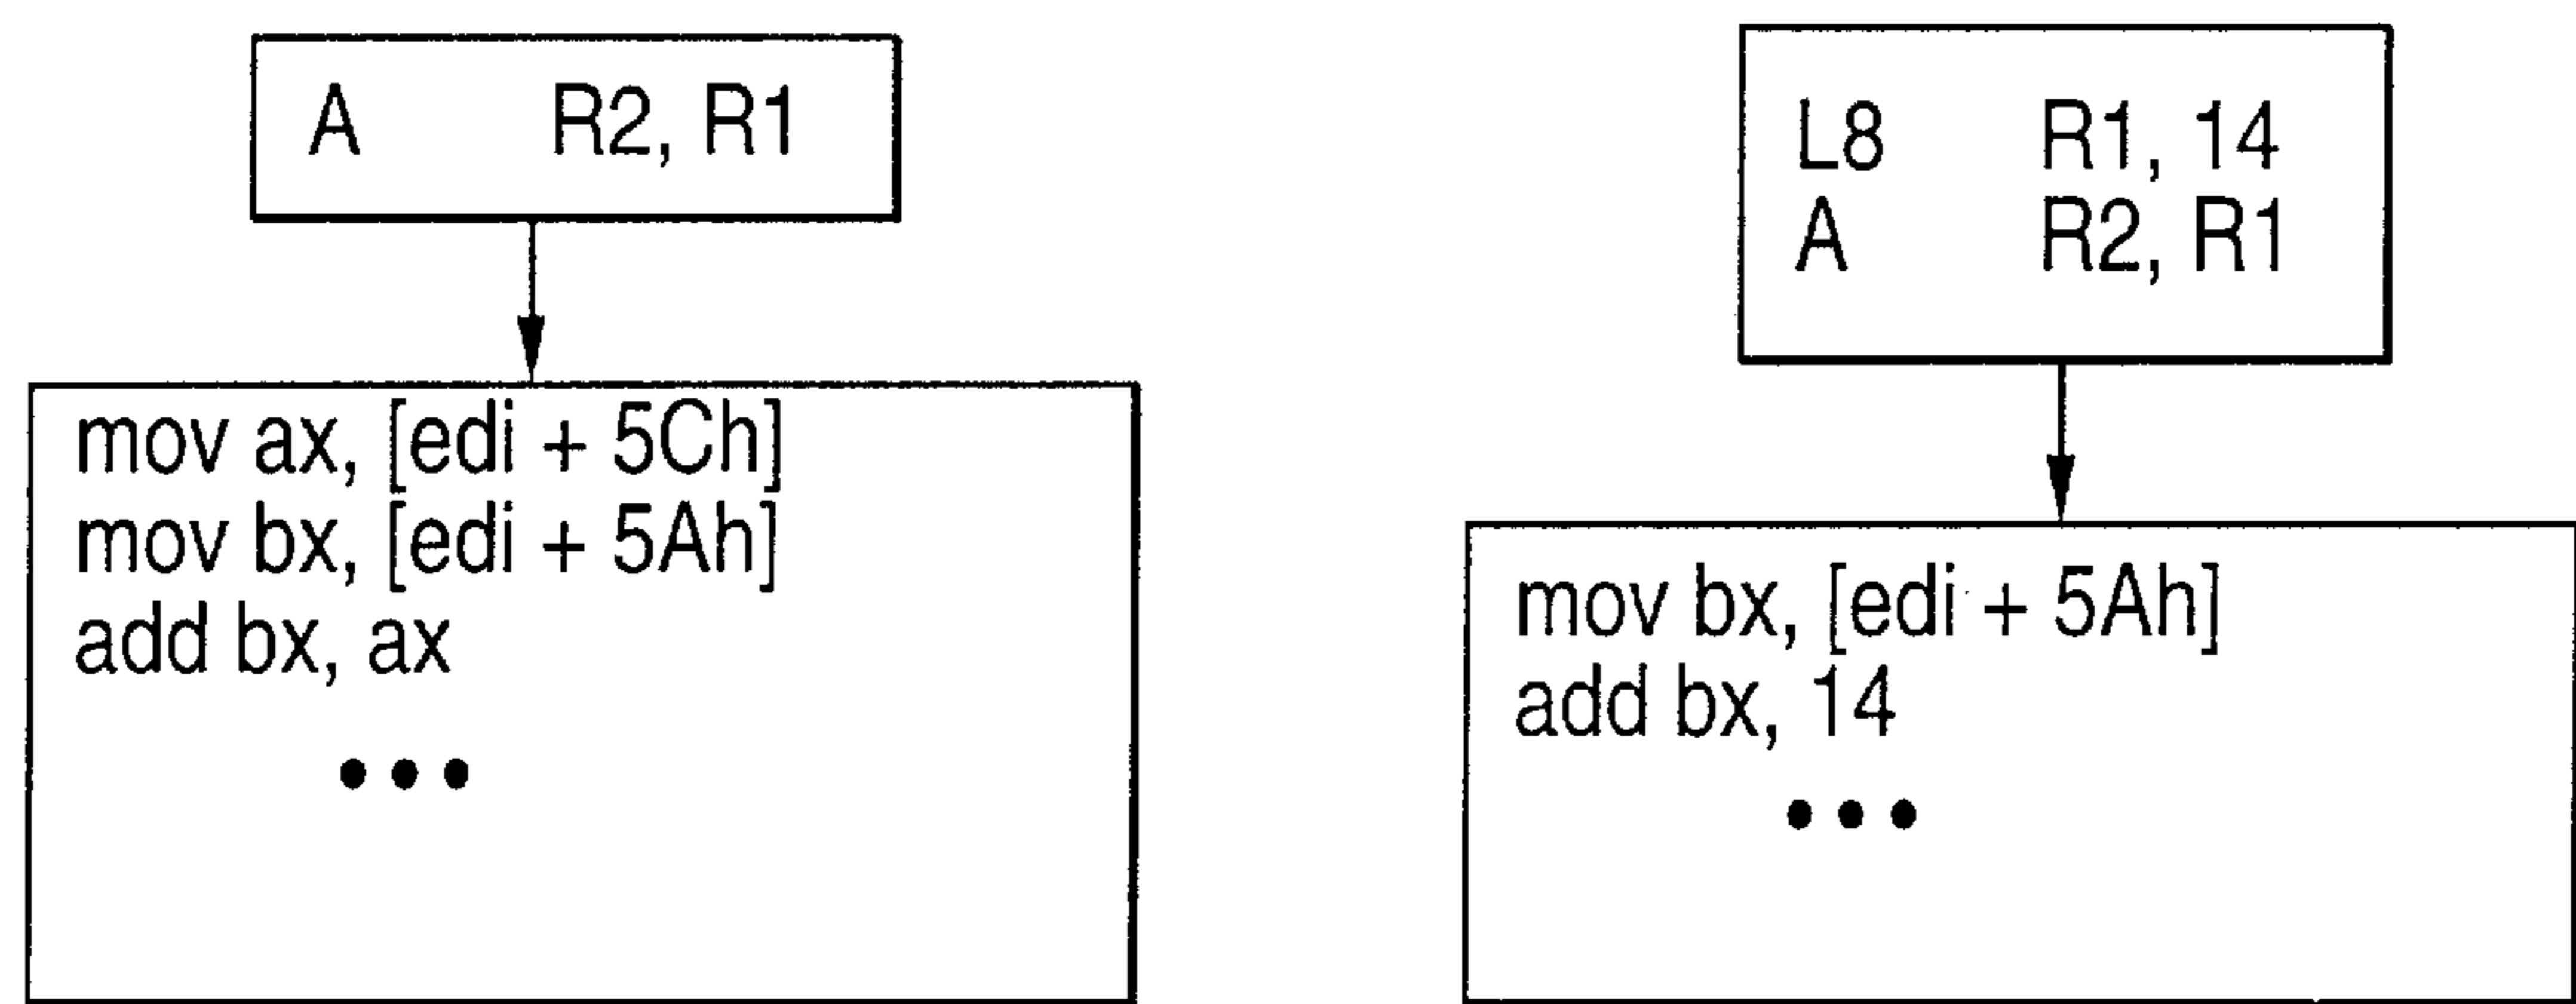 A R2, R1
mov ax, [edi + 5Ch]
mov bx, [edi + 5Ah]
add bx, ax
• • •
L8 R1, 14
A R2, R1
mov bx, [edi + 5Ah]
add bx, 14
• • •